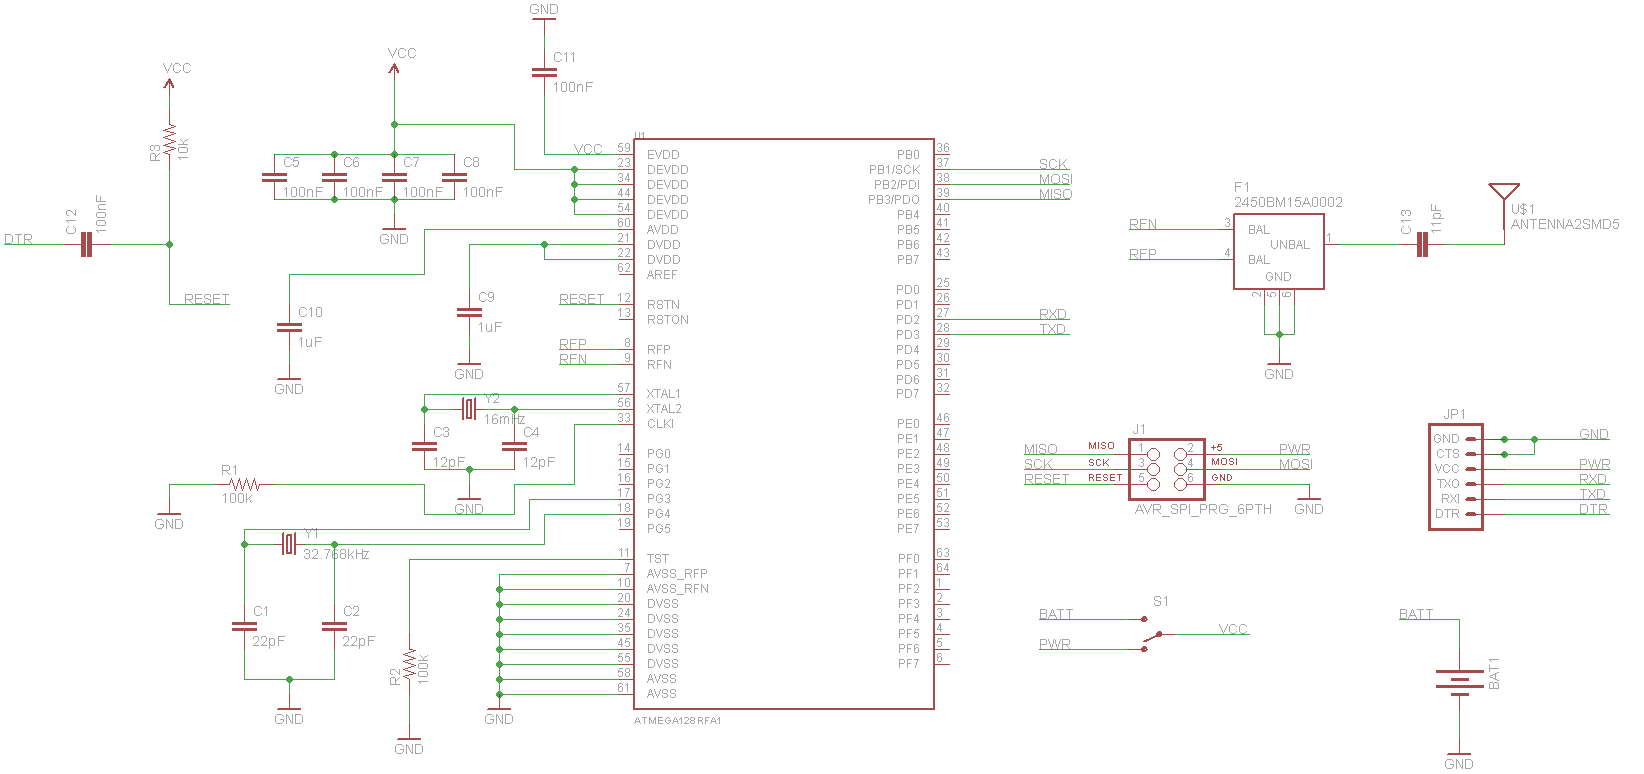 GND
VCC
C11
100nF
VCC
R3
10k
C5
100nF
C6
100nF
C7
100nF
C8
100nF
GND
DTR
C12
100nF
RESET
C10
1uF
GND
C9
1uF
GND
VCC
RESET
RFP
RFN
Y2
16mHz
C3
12pF
C4
12pF
GND
R1
100k
GND
Y1
32.768kHz
C1
22pF
C2
22pF
GND
R2
100k
GND
GND
U1
59 EVDD
23 DEVDD
34 DEVDD
44 DEVDD
54 DEVDD
60 AVDD
21 DVDD
22 DVDD
62 AREF
12 RSTN
13 RSTON
8 RFP
9 RFN
57 XTAL1
56 XTAL2
33 CLKI
14 PG0
15 PG1
16 PG2
17 PG3
18 PG4
19 PG5
11 TST
7 AVSS_RFP
10 AVSS_RFN
20 DVSS
24 DVSS
35 DVSS
45 DVSS
55 DVSS
58 AVSS
61 AVSS
ATMEGA128RFA1
PB0 36
PB1/SCK 37 SCK
PB2/PDI 38 MOSI
PB3/PDO 39 MISO
PB4 40
PB5 41
PB6 42
PB7 43
PD0 25
PD1 26
PD2 27 RXD
PD3 28 TXD
PD4 29
PD5 30
PD6 31
PD7 32
PE0 46
PE1 47
PE2 48
PE3 49
PE4 50
PE5 51
PE6 52
PE7 53
PF0 63
PF1 64
PF2 1
PF3 2
PF4 3
PF5 4
PF6 5
PF7 6
F1
2450BM15A0002
RFN 3 BAL
UNBAL 1
RFP 4 BAL
GND
2 5 6
GND
C13
11pF
U$1
ANTENNA2SMD5
J1
MISO MISO 1 2 +5 PWR
SCK SCK 3 4 MOSI MOSI
RESET RESET 5 6 GND
AVR_SPI_PRG_6PTH
GND
JP1
GND GND
CTS
VCC PWR
TXO RXD
RXI TXD
DTR DTR
S1
BATT
VCC
PWR
BATT
BAT1
GND